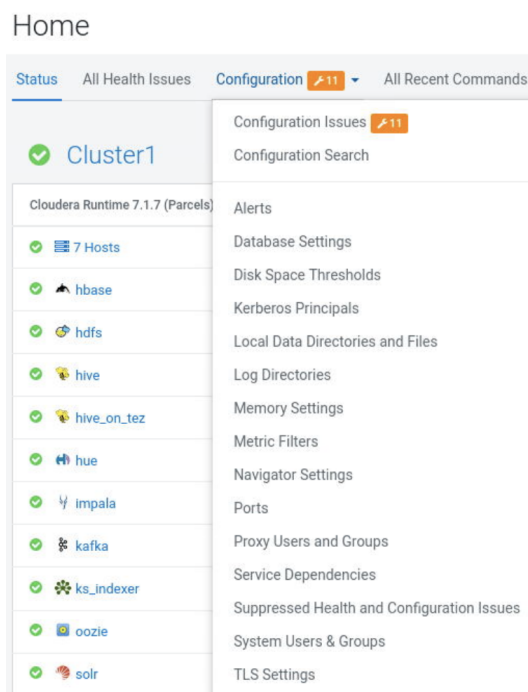 Home
Status All Health Issues Configuration 11 All Recent Commands
Configuration Issues 11
Configuration Search
Cluster1
Cloudera Runtime 7.1.7 (Parcels)
7 Hosts
hbase
hdfs
hive
hive_on_tez
hue
impala
kafka
ks_indexer
oozie
solr
Alerts
Database Settings
Disk Space Thresholds
Kerberos Principals
Local Data Directories and Files
Log Directories
Memory Settings
Metric Filters
Navigator Settings
Ports
Proxy Users and Groups
Service Dependencies
Suppressed Health and Configuration Issues
System Users & Groups
TLS Settings